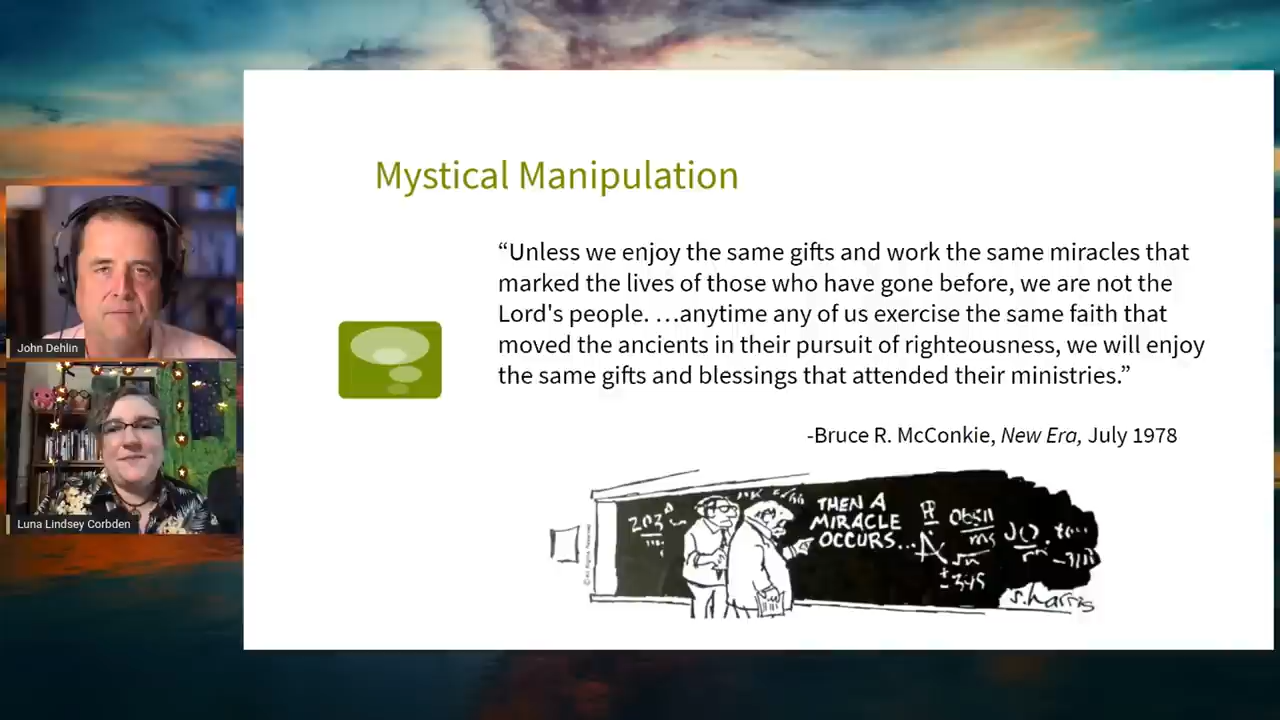 Mystical Manipulation
“Unless we enjoy the same gifts and work the same miracles that
marked the lives of those who have gone before, we are not the
Lord's people. …anytime any of us exercise the same faith that
moved the ancients in their pursuit of righteousness, we will enjoy
the same gifts and blessings that attended their ministries.”
-Bruce R. McConkie, New Era, July 1978
THEN A
MIRACLE
OCCURS...
s.harris
John Dehlin
Luna Lindsey Corbden